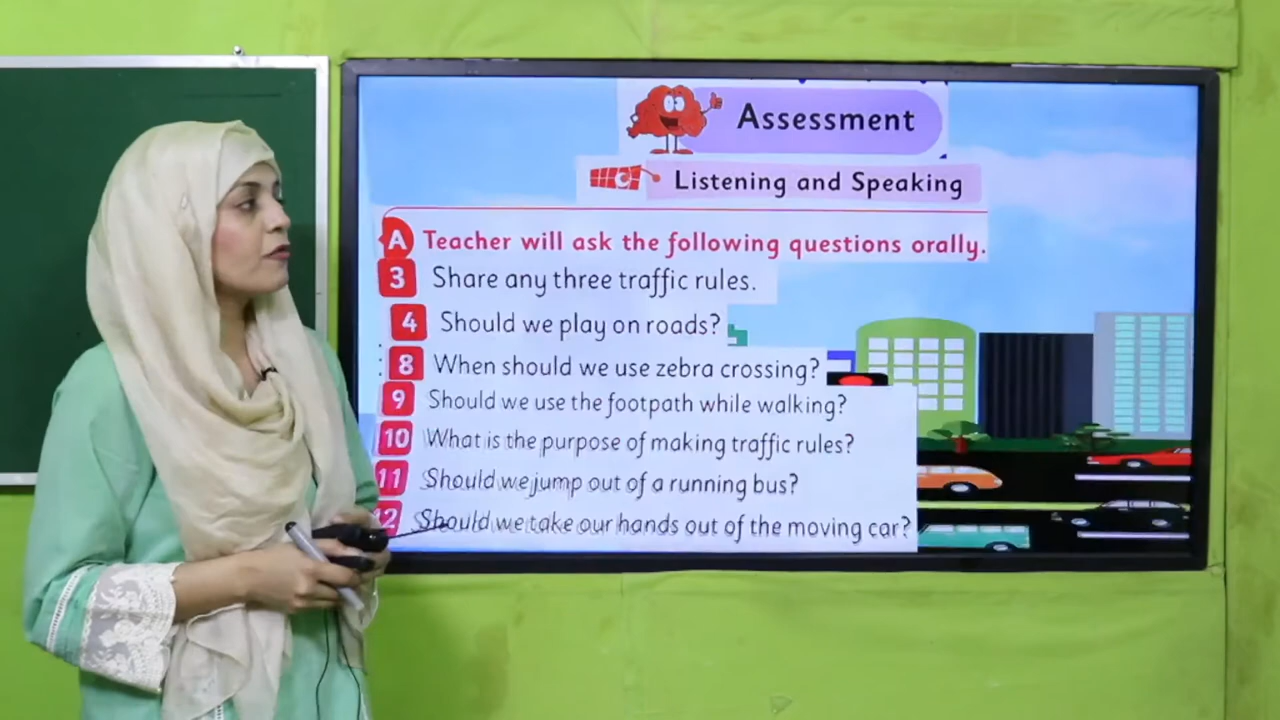 Assessment
Listening and Speaking
A Teacher will ask the following questions orally.
3 Share any three traffic rules.
4 Should we play on roads?
8 When should we use zebra crossing?
9 Should we use the footpath while walking?
10 What is the purpose of making traffic rules?
11 Should we jump out of a running bus?
12 Should we take our hands out of the moving car?